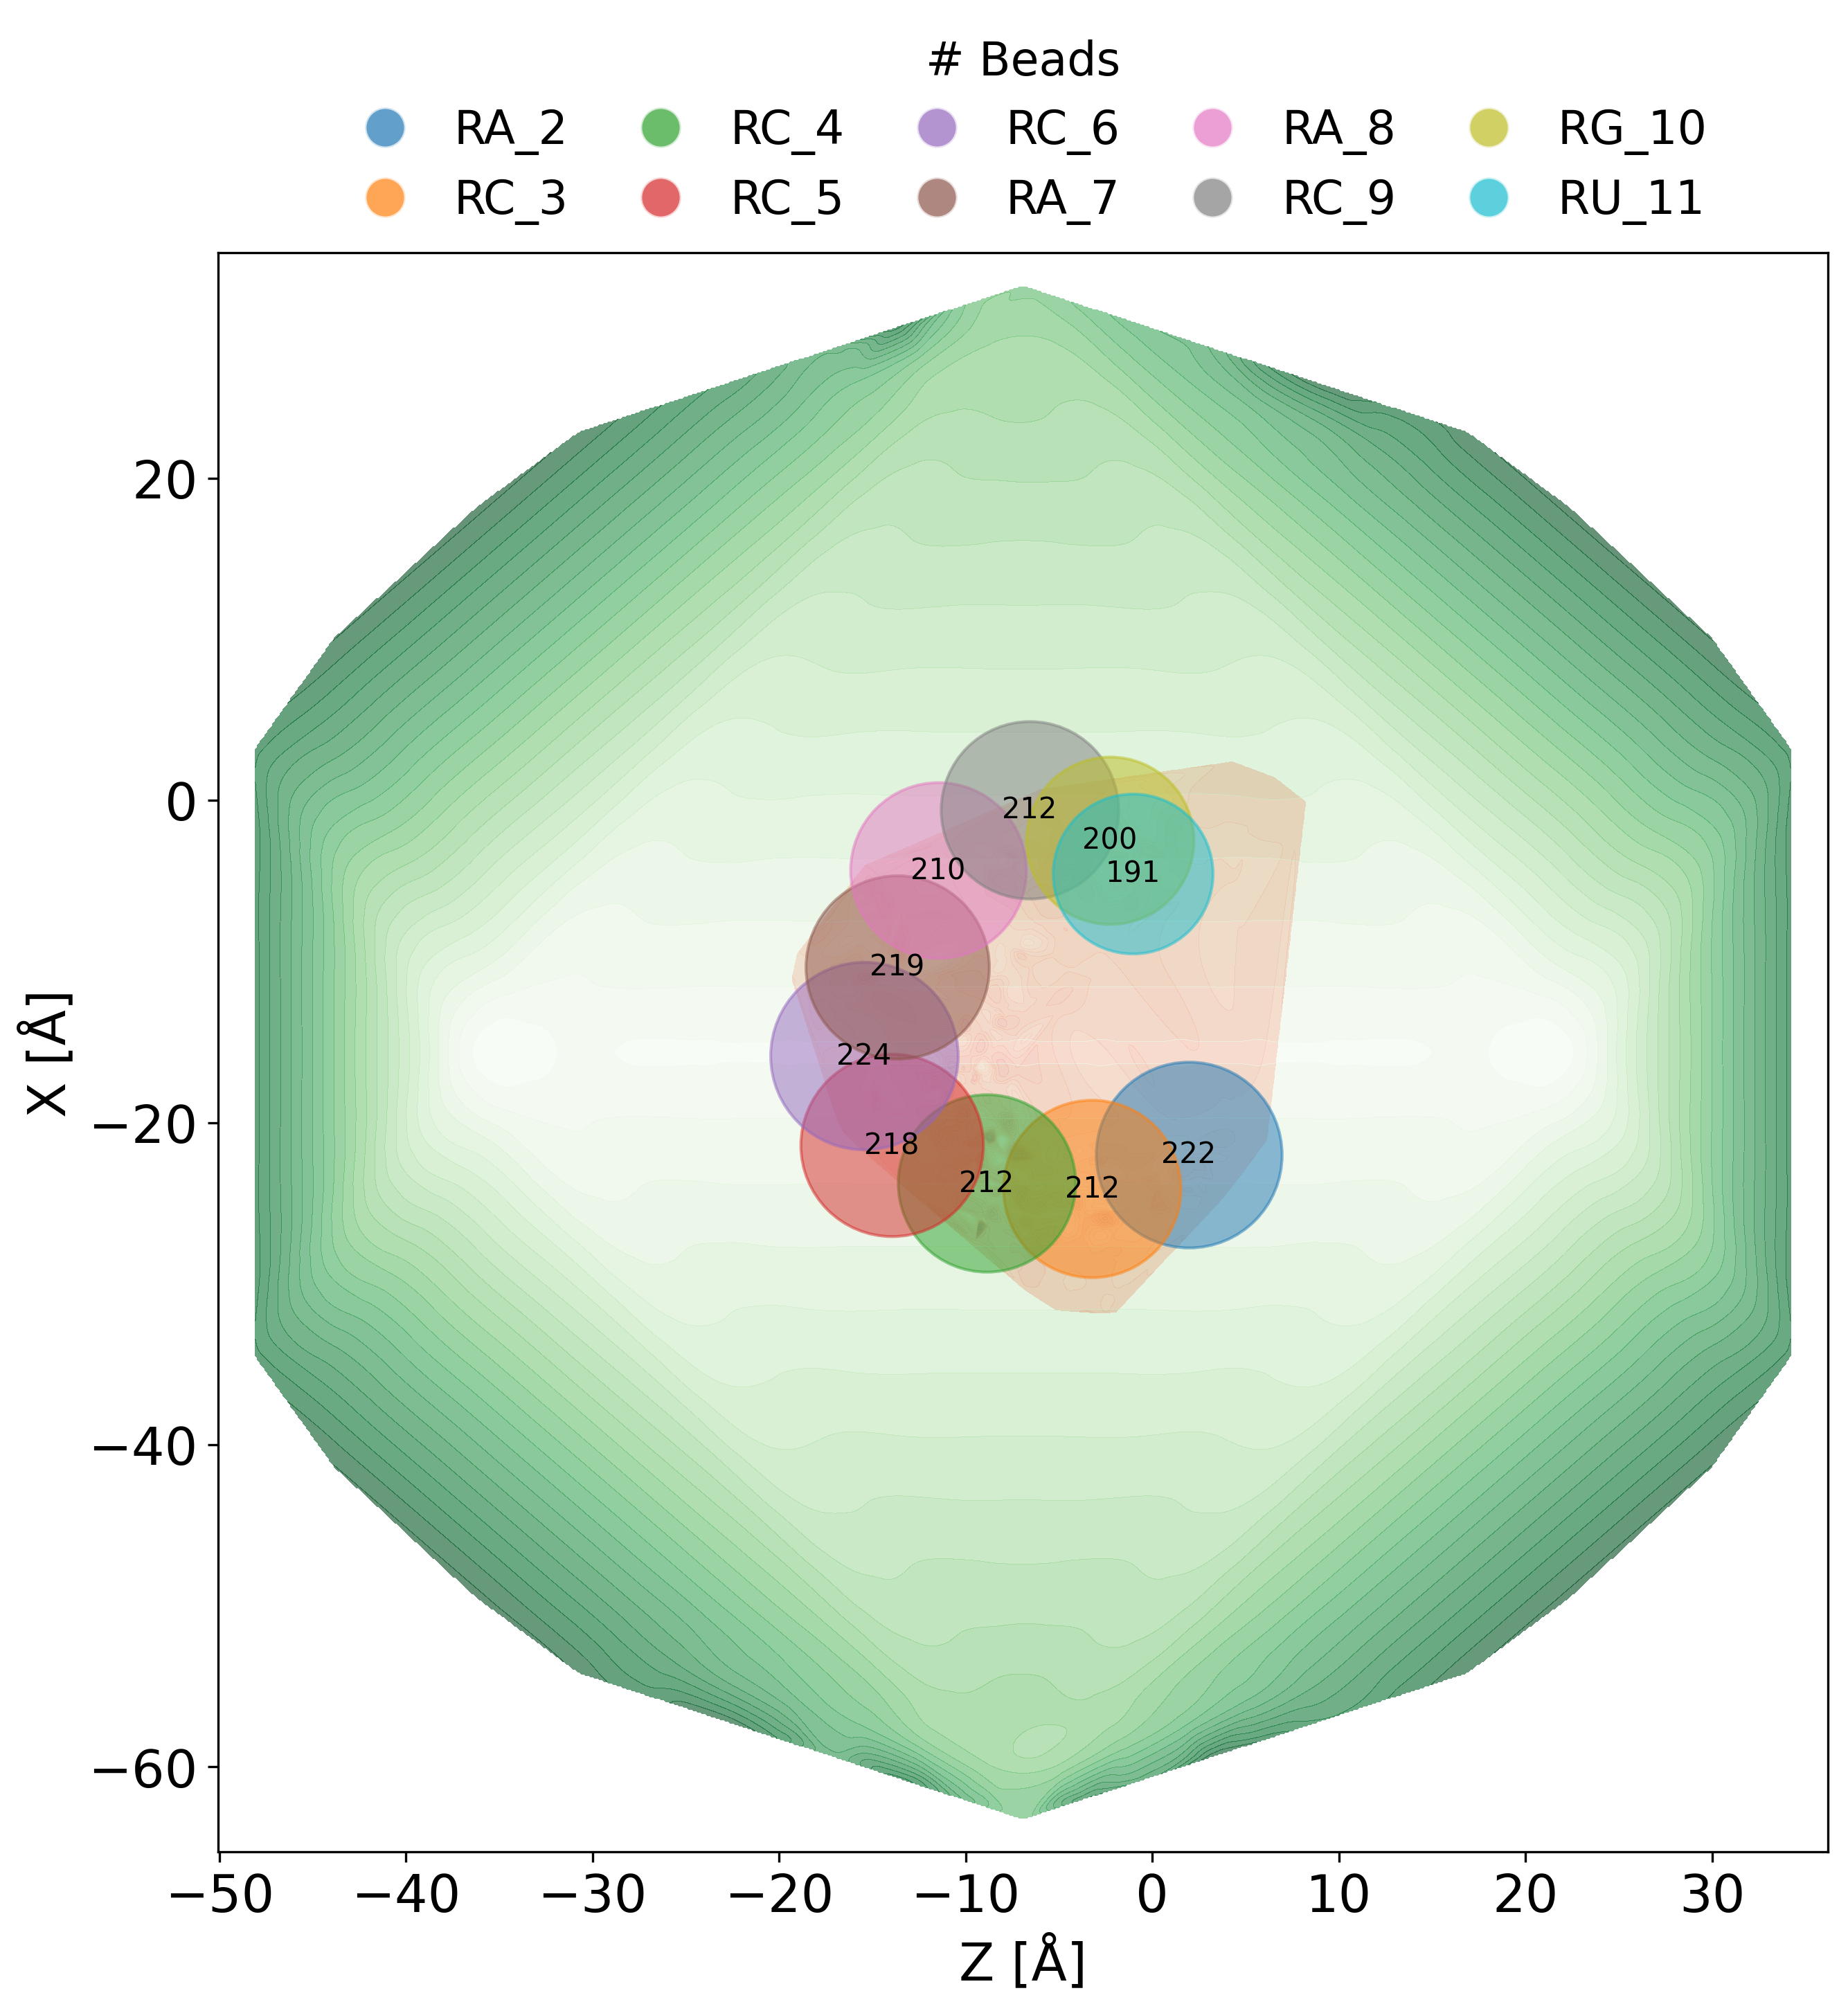 # Beads
RA_2 RC_4 RC_6 RA_8 RG_10
RC_3 RC_5 RA_7 RC_9 RU_11
20
0
−20
−40
−60
X [Å]
212
200
191
210
219
224
218
212
212
222
−50 −40 −30 −20 −10 0 10 20 30
Z [Å]